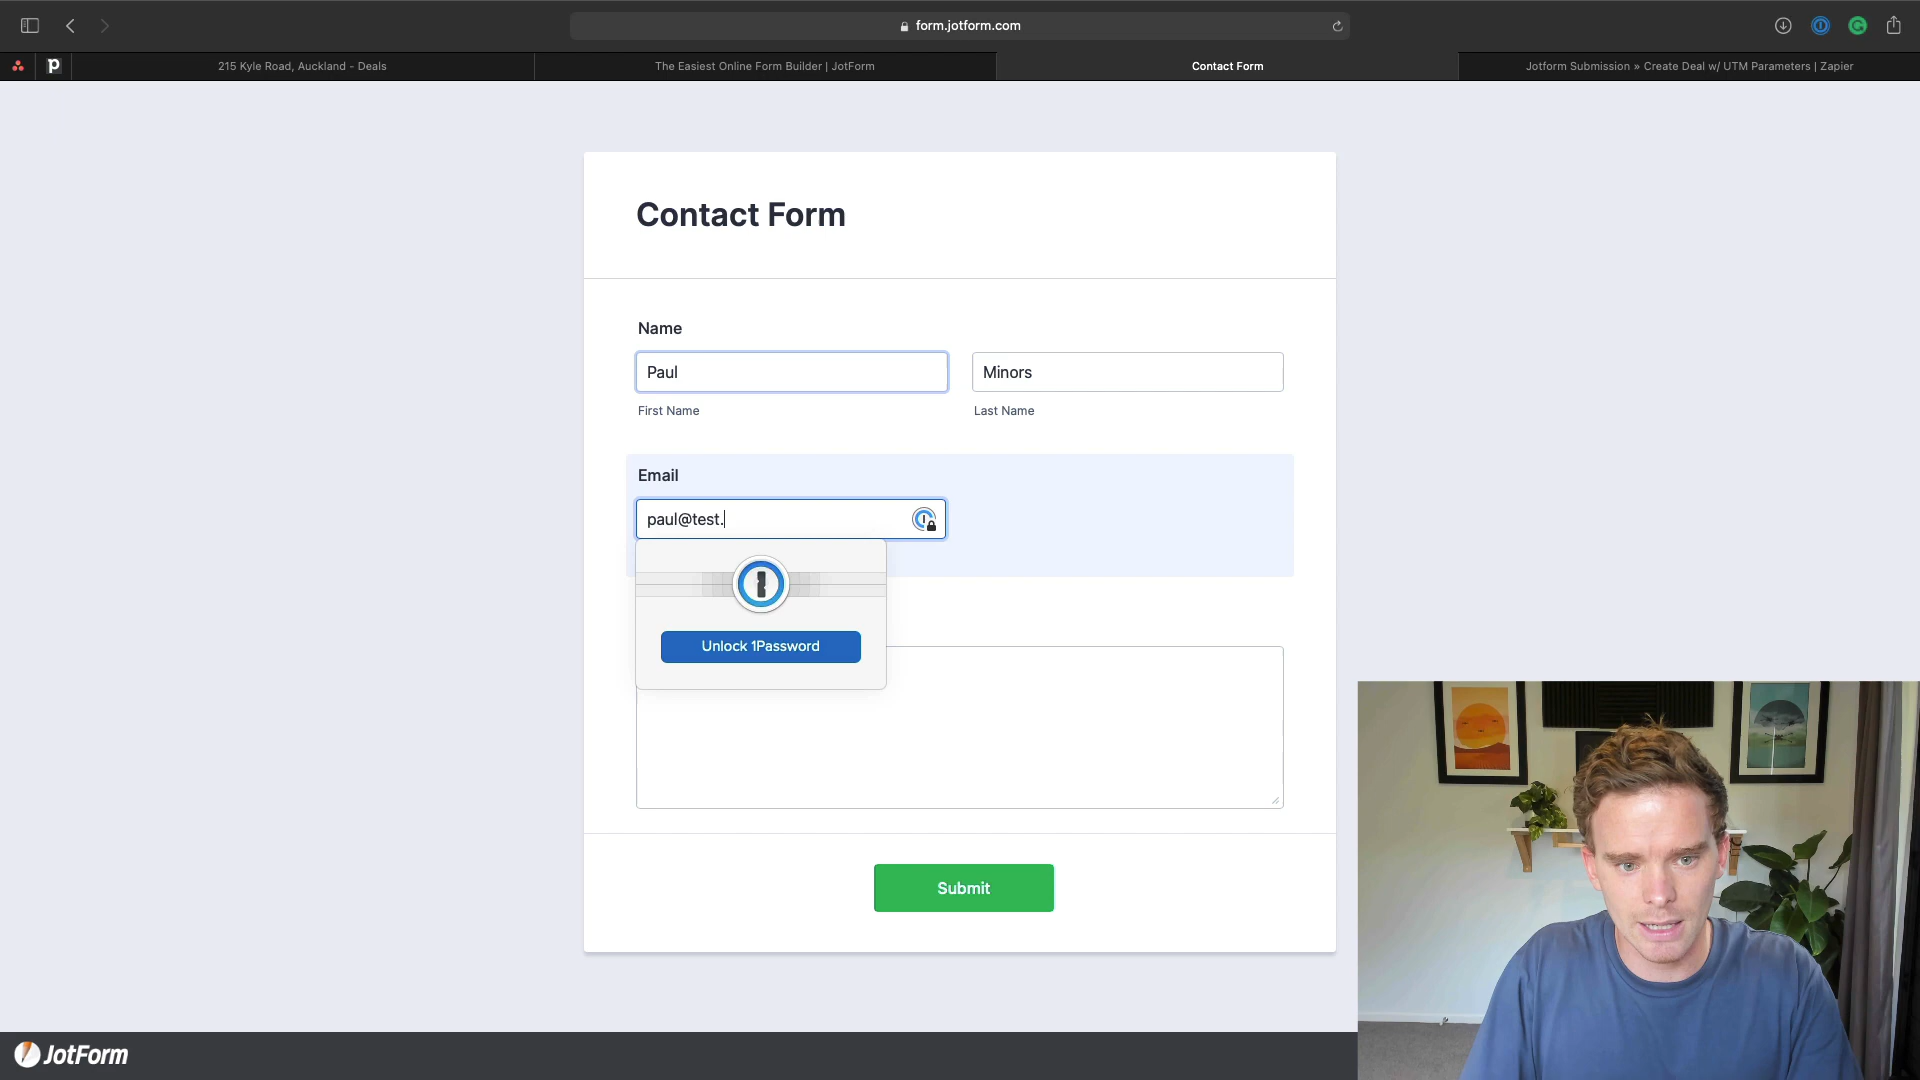 form.jotform.com
P 215 Kyle Road, Auckland - Deals The Easiest Online Form Builder | JotForm Contact Form Jotform Submission » Create Deal w/ UTM Parameters | Zapier
Contact Form
Name
Paul Minors
First Name Last Name
Email
paul@test.
Unlock 1Password
Submit
JotForm